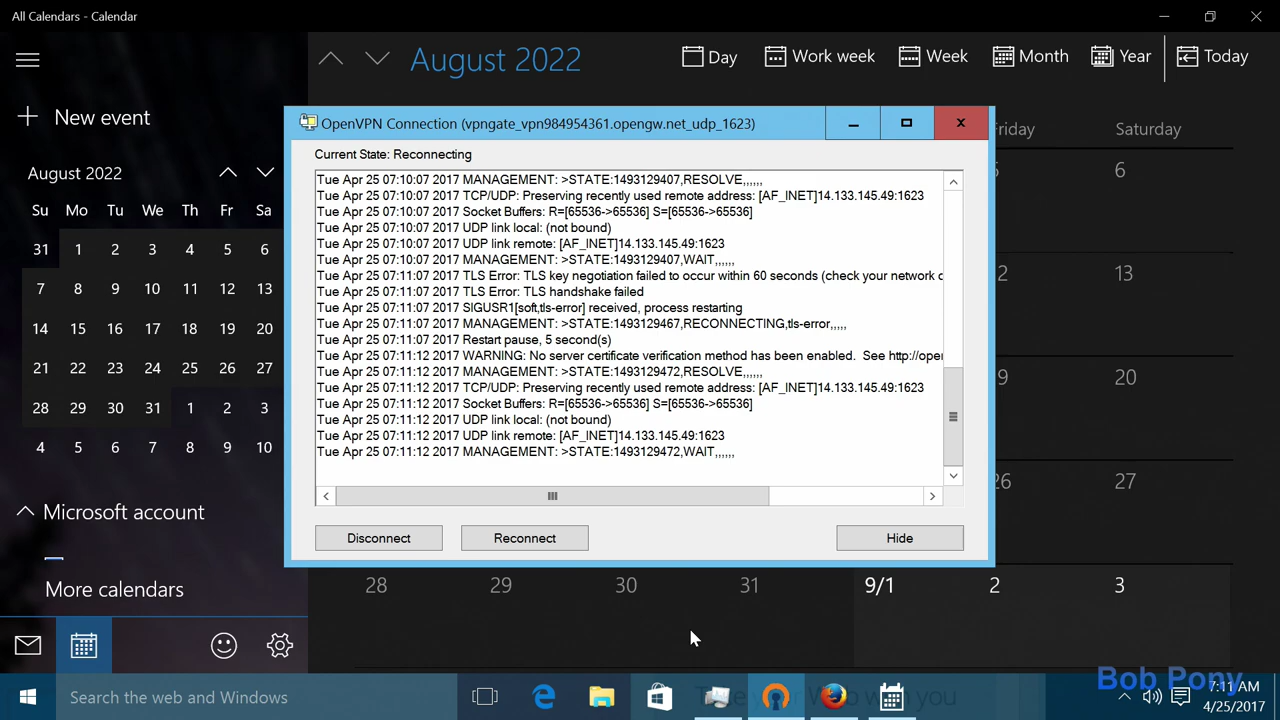 All Calendars - Calendar
August 2022
Day
Work week
Week
Month
Year
Today
New event
August 2022
Su Mo Tu We Th Fr Sa
31 1 2 3 4 5 6
7 8 9 10 11 12 13
14 15 16 17 18 19 20
21 22 23 24 25 26 27
28 29 30 31 1 2 3
4 5 6 7 8 9 10
Microsoft account
More calendars
riday Saturday
5 6
2 13
9 20
26 27
28 29 30 31 9/1 2 3
OpenVPN Connection (vpngate_vpn984954361.opengw.net_udp_1623)
Current State: Reconnecting
Tue Apr 25 07:10:07 2017 MANAGEMENT: >STATE:1493129407,RESOLVE,,,,,,
Tue Apr 25 07:10:07 2017 TCP/UDP: Preserving recently used remote address: [AF_INET]14.133.145.49:1623
Tue Apr 25 07:10:07 2017 Socket Buffers: R=[65536->65536] S=[65536->65536]
Tue Apr 25 07:10:07 2017 UDP link local: (not bound)
Tue Apr 25 07:10:07 2017 UDP link remote: [AF_INET]14.133.145.49:1623
Tue Apr 25 07:10:07 2017 MANAGEMENT: >STATE:1493129407,WAIT,,,,,,
Tue Apr 25 07:11:07 2017 TLS Error: TLS key negotiation failed to occur within 60 seconds (check your network c
Tue Apr 25 07:11:07 2017 TLS Error: TLS handshake failed
Tue Apr 25 07:11:07 2017 SIGUSR1[soft,tls-error] received, process restarting
Tue Apr 25 07:11:07 2017 MANAGEMENT: >STATE:1493129467,RECONNECTING,tls-error,,,,,
Tue Apr 25 07:11:07 2017 Restart pause, 5 second(s)
Tue Apr 25 07:11:12 2017 WARNING: No server certificate verification method has been enabled.  See http://ope
Tue Apr 25 07:11:12 2017 MANAGEMENT: >STATE:1493129472,RESOLVE,,,,,,
Tue Apr 25 07:11:12 2017 TCP/UDP: Preserving recently used remote address: [AF_INET]14.133.145.49:1623
Tue Apr 25 07:11:12 2017 Socket Buffers: R=[65536->65536] S=[65536->65536]
Tue Apr 25 07:11:12 2017 UDP link local: (not bound)
Tue Apr 25 07:11:12 2017 UDP link remote: [AF_INET]14.133.145.49:1623
Tue Apr 25 07:11:12 2017 MANAGEMENT: >STATE:1493129472,WAIT,,,,,,
Disconnect
Reconnect
Hide
Search the web and Windows
with you
Bob Pony
7:11 AM
4/25/2017